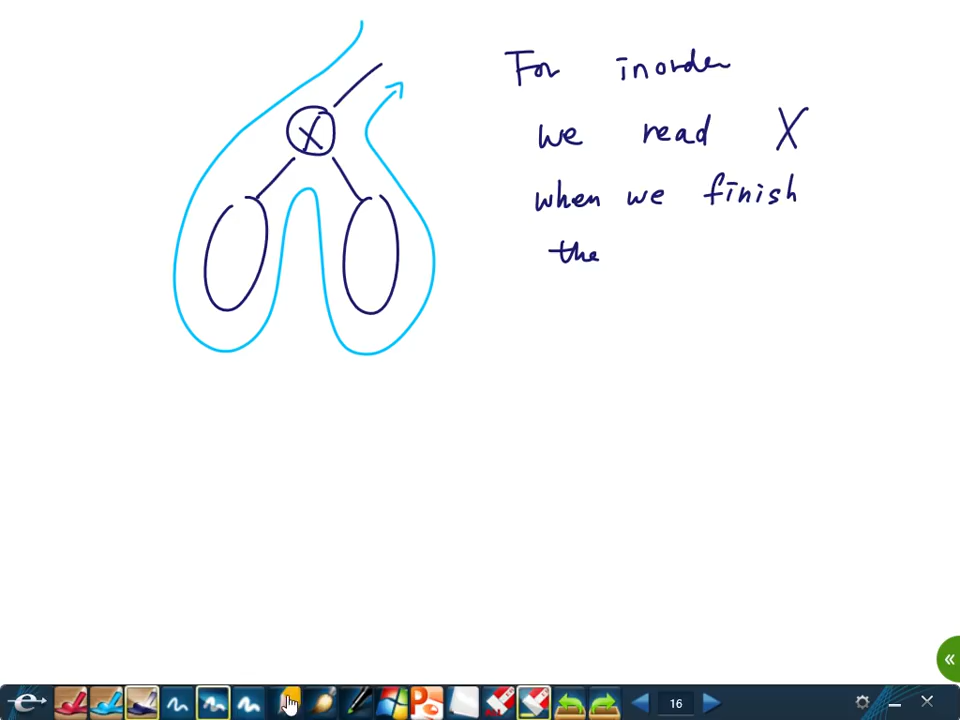 X
For inorder
we read X
when we finish
the
16